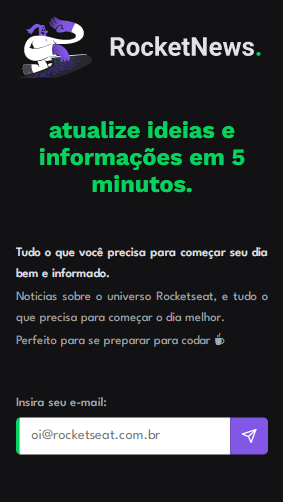 RocketNews.
atualize ideias e
informações em 5
minutos.
Tudo o que você precisa para começar seu dia
bem e informado.
Noticias sobre o universo Rocketseat, e tudo o
que precisa para começar o dia melhor.
Perfeito para se preparar para codar
Insira seu e-mail:
oi@rocketseat.com.br